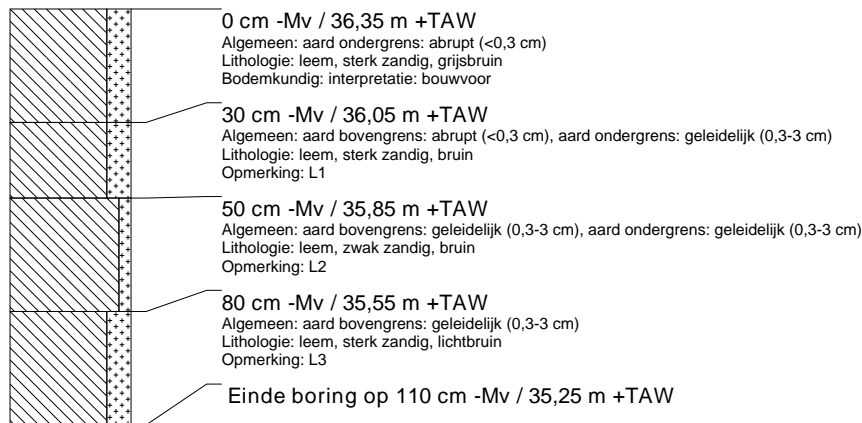 0 cm -Mv / 36,35 m +TAW
Algemeen: aard ondergrens: abrupt (<0,3 cm)
Lithologie: leem, sterk zandig, grijsbruin
Bodemkundig: interpretatie: bouwvoor
30 cm -Mv / 36,05 m +TAW
Algemeen: aard bovengrens: abrupt (<0,3 cm), aard ondergrens: geleidelijk (0,3-3 cm)
Lithologie: leem, sterk zandig, bruin
Opmerking: L1
50 cm -Mv / 35,85 m +TAW
Algemeen: aard bovengrens: geleidelijk (0,3-3 cm), aard ondergrens: geleidelijk (0,3-3 cm)
Lithologie: leem, zwak zandig, bruin
Opmerking: L2
80 cm -Mv / 35,55 m +TAW
Algemeen: aard bovengrens: geleidelijk (0,3-3 cm)
Lithologie: leem, sterk zandig, lichtbruin
Opmerking: L3
Einde boring op 110 cm -Mv / 35,25 m +TAW